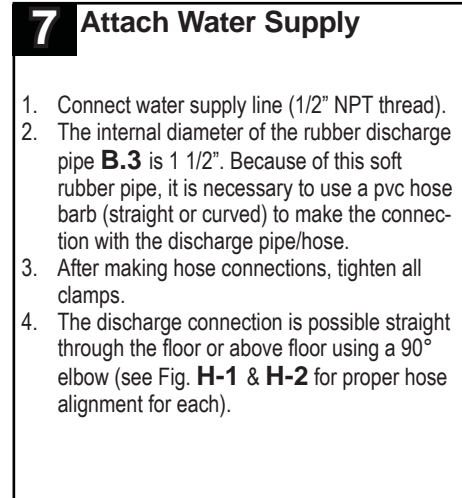 7 Attach Water Supply
1. Connect water supply line (1/2” NPT thread).
2. The internal diameter of the rubber discharge
pipe B.3 is 1 1/2”. Because of this soft
rubber pipe, it is necessary to use a pvc hose
barb (straight or curved) to make the connec-
tion with the discharge pipe/hose.
3. After making hose connections, tighten all
clamps.
4. The discharge connection is possible straight
through the floor or above floor using a 90°
elbow (see Fig. H-1 & H-2 for proper hose
alignment for each).